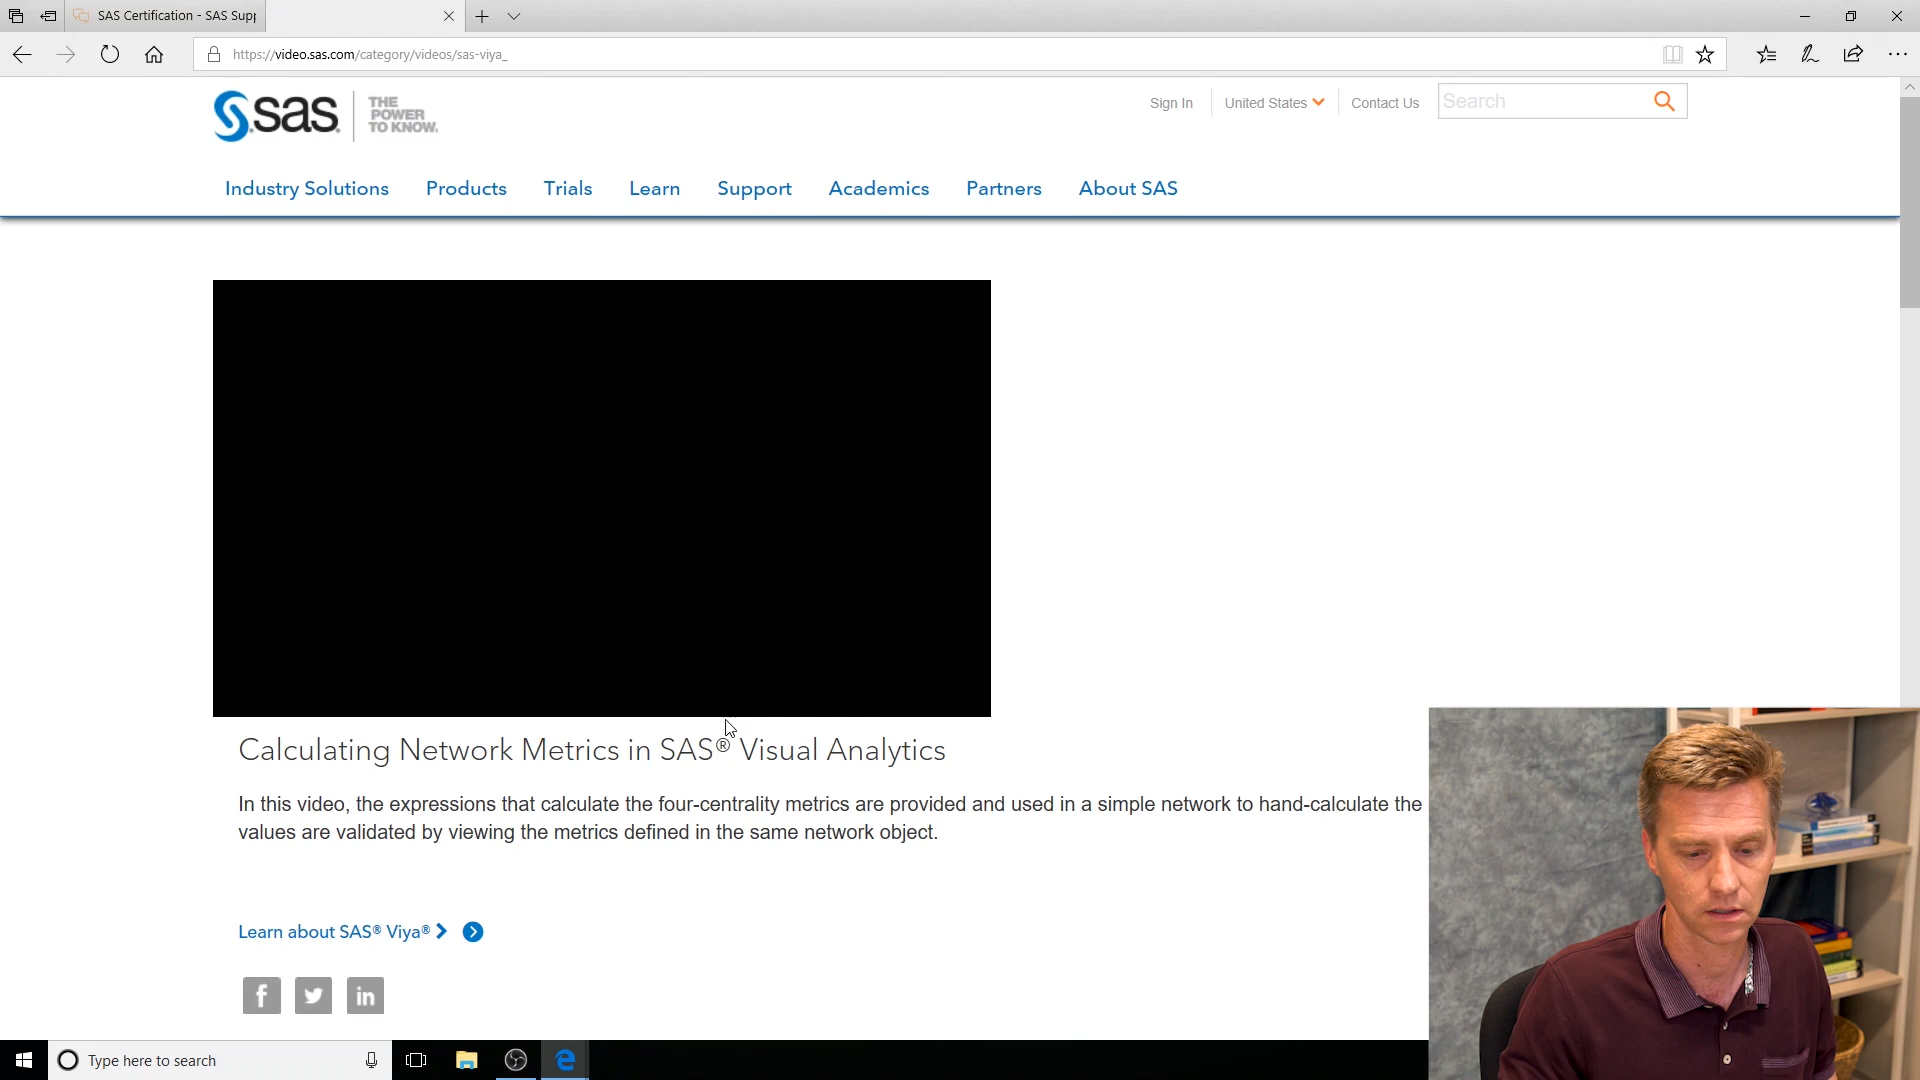 SAS Certification - SAS Supp
https://video.sas.com/category/videos/sas-viya_
sas
THE
POWER
TO KNOW.
Sign In
United States
Contact Us
Search
Industry Solutions
Products
Trials
Learn
Support
Academics
Partners
About SAS
Calculating Network Metrics in SAS® Visual Analytics
In this video, the expressions that calculate the four-centrality metrics are provided and used in a simple network to hand-calculate the
values are validated by viewing the metrics defined in the same network object.
Learn about SAS® Viya®
f
in
Type here to search